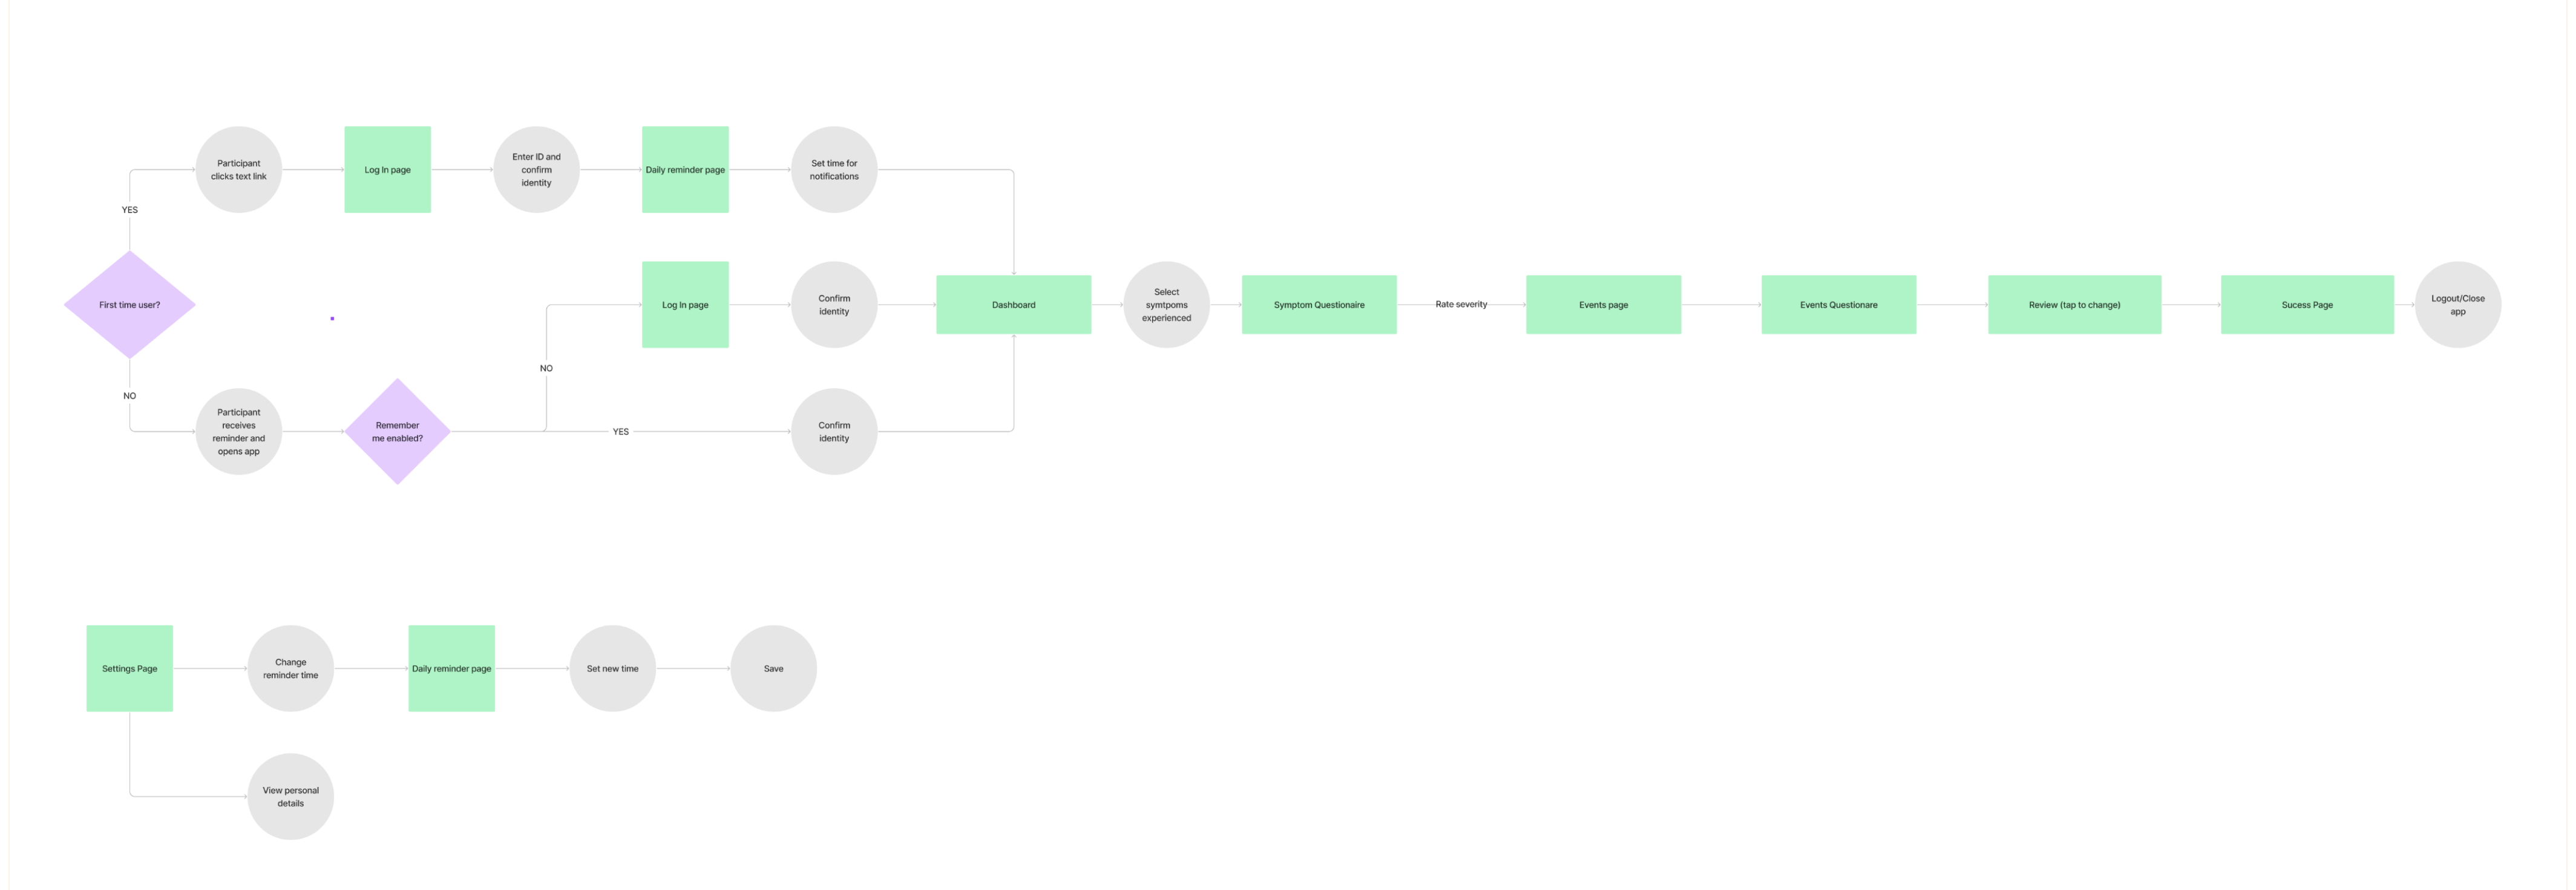 Participant
clicks text link
Log In page
Enter ID and
confirm
identity
Daily reminder page
Set time for
notifications
YES
First time user?
Log In page
Confirm
identity
Dashboard
Select
symtpoms
experienced
Symptom Questionaire
Rate severity
Events page
Events Questionare
Review (tap to change)
Sucess Page
Logout/Close
app
NO
NO
Participant
receives
reminder and
opens app
Remember
me enabled?
YES
Confirm
identity
Settings Page
Change
reminder time
Daily reminder page
Set new time
Save
View personal
details